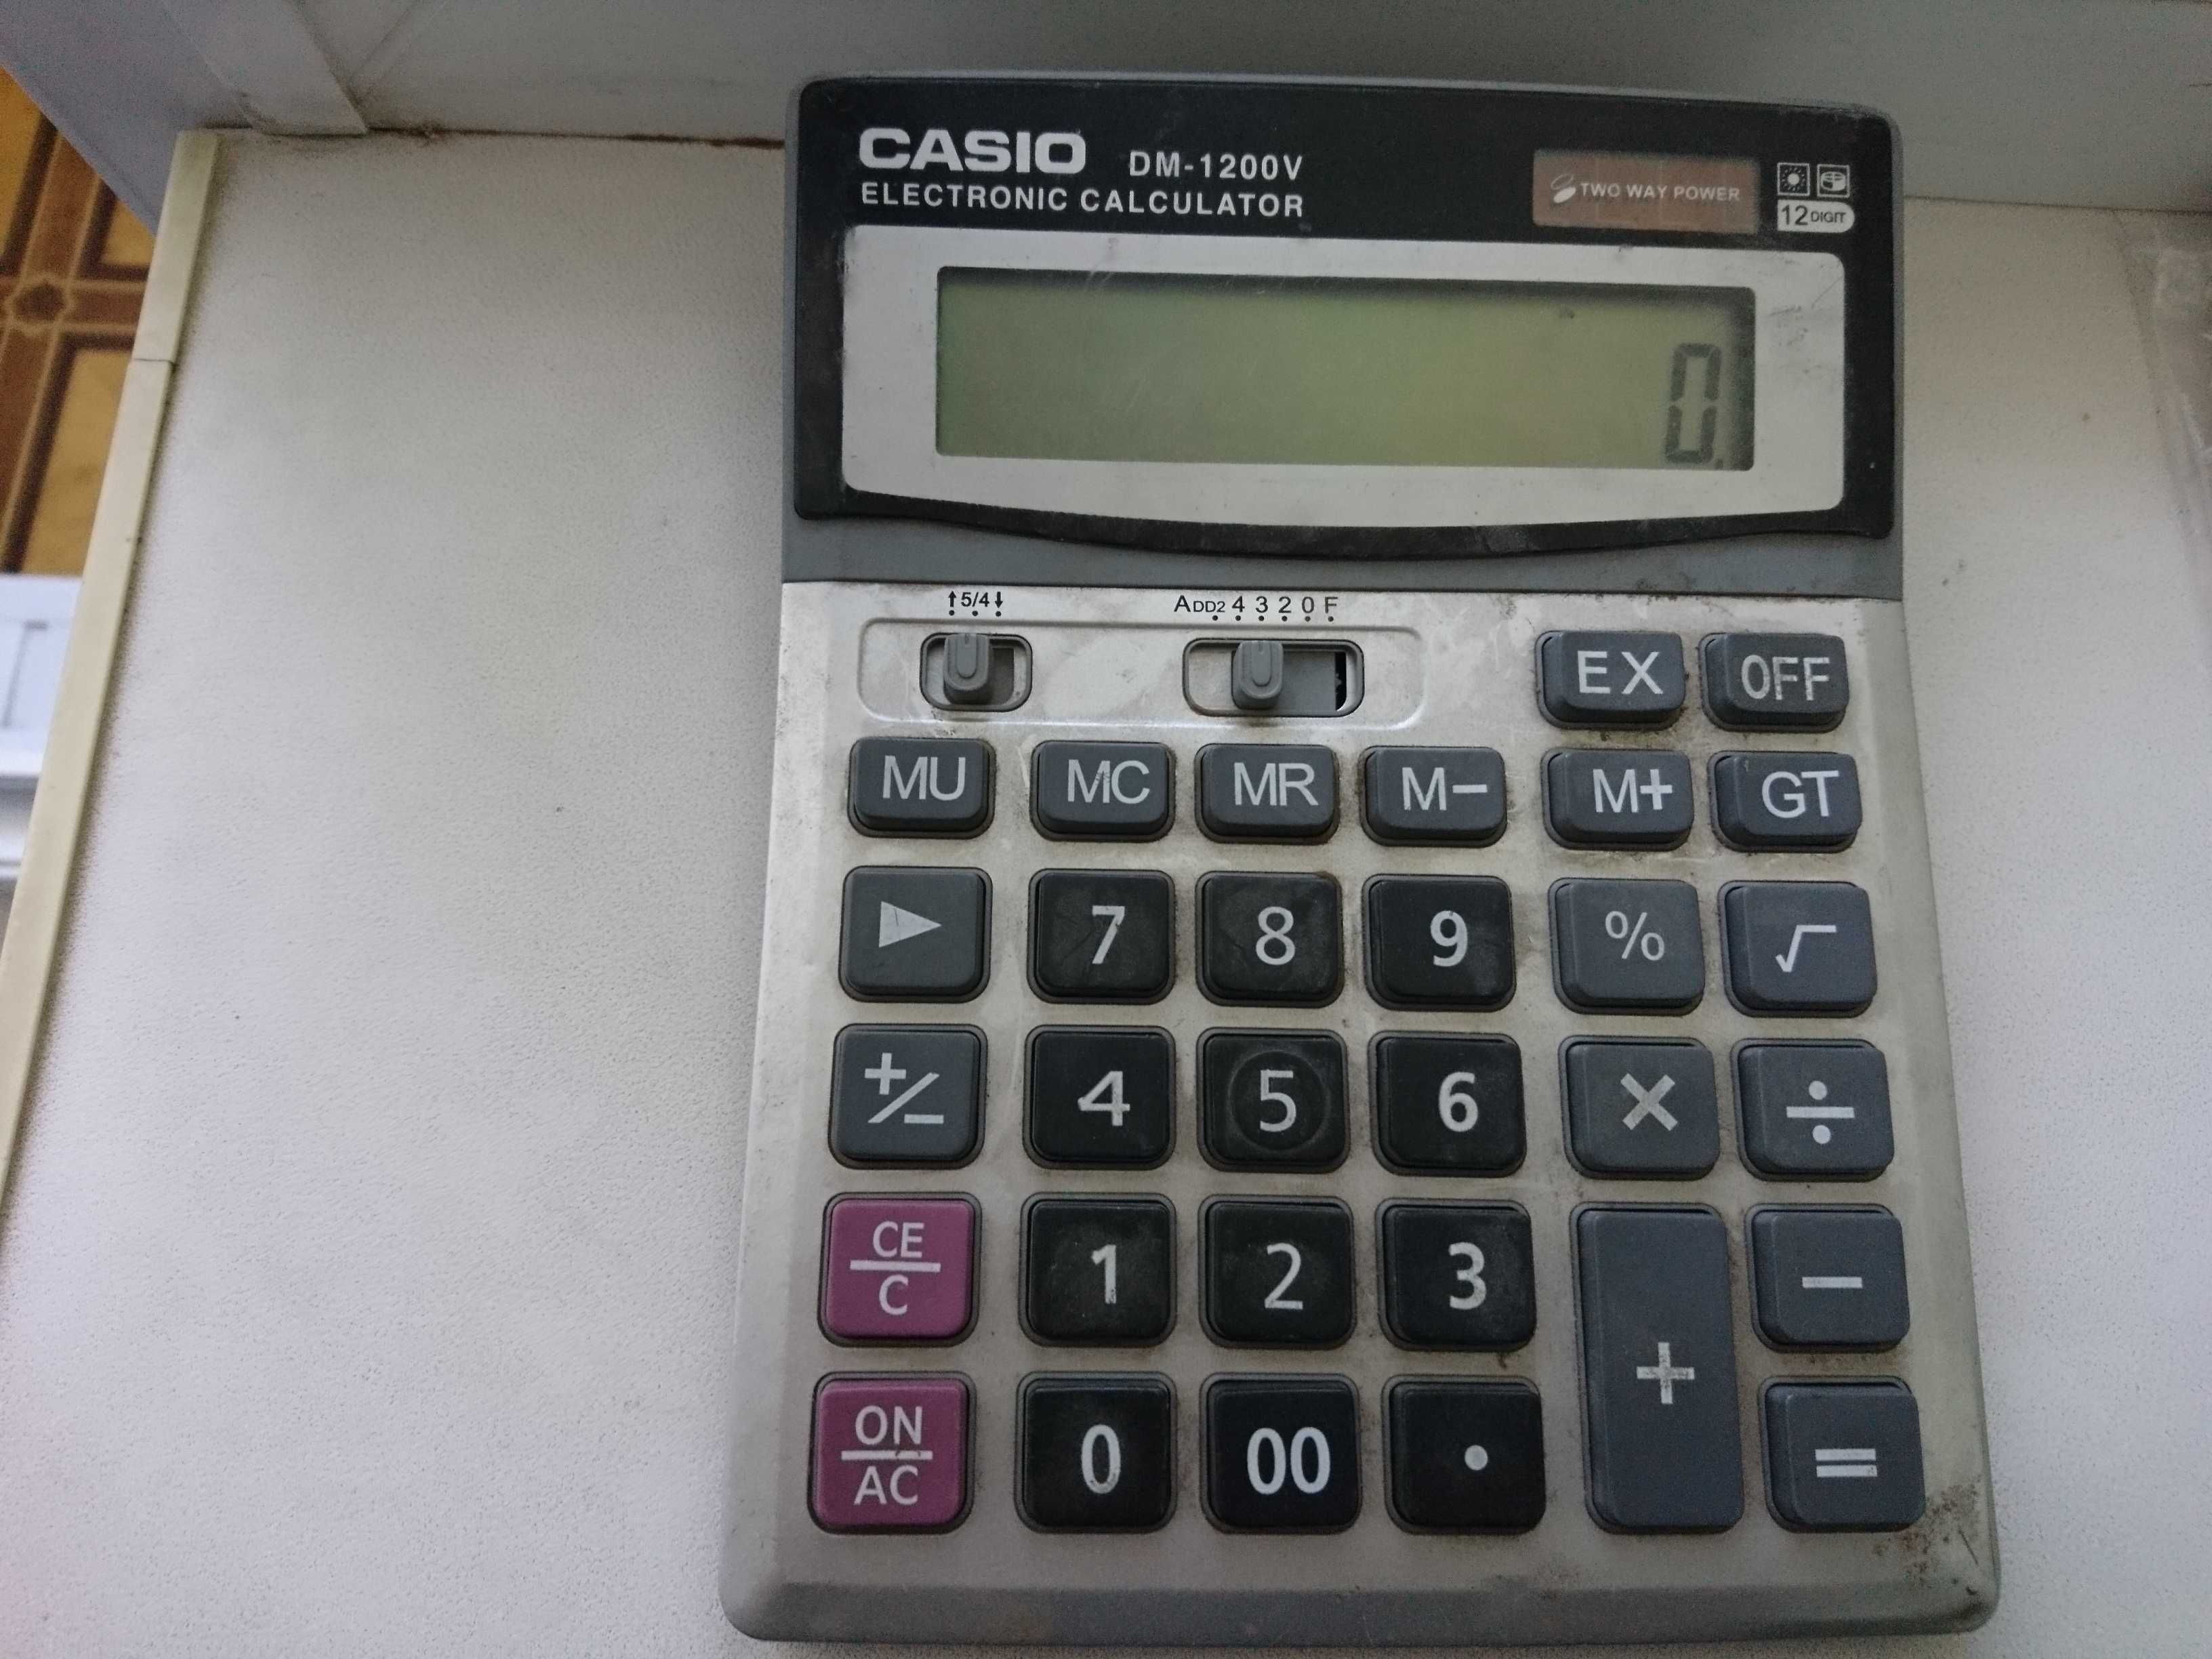 CASIO DM-1200V
ELECTRONIC CALCULATOR
TWO WAY POWER
12 DIGIT
0.
↑5/4↓
ADD2 4 3 2 0 F
EX OFF
MU MC MR M− M+ GT
▶ 7 8 9 % √
+/− 4 5 6 × ÷
CE/C 1 2 3 + −
ON/AC 0 00 • =